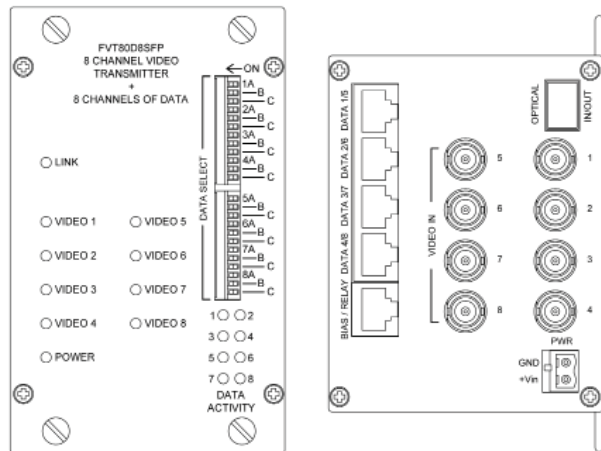 FVT80D8SFP
8 CHANNEL VIDEO
TRANSMITTER
+
8 CHANNELS OF DATA
←ON
1A
B
C
2A
B
C
3A
B
C
4A
B
C
5A
B
C
6A
B
C
7A
B
C
8A
B
C
DATA SELECT
LINK
VIDEO 1 VIDEO 5
VIDEO 2 VIDEO 6
VIDEO 3 VIDEO 7
VIDEO 4 VIDEO 8
POWER
1 2
3 4
5 6
7 8
DATA
ACTIVITY
DATA 1/5
DATA 2/6
DATA 3/7
DATA 4/8
BIAS / RELAY
VIDEO IN
OPTICAL
IN/OUT
5 1
6 2
7 3
8 4
PWR
GND
+Vin